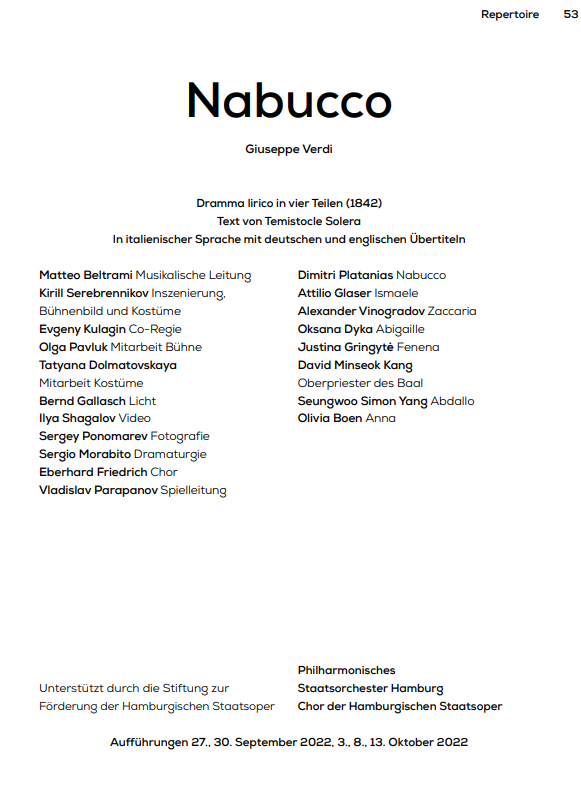 Repertoire 53
Nabucco
Giuseppe Verdi
Dramma lirico in vier Teilen (1842)
Text von Temistocle Solera
In italienischer Sprache mit deutschen und englischen Übertiteln
Matteo Beltrami Musikalische Leitung
Kirill Serebrennikov Inszenierung,
Bühnenbild und Kostüme
Evgeny Kulagin Co-Regie
Olga Pavluk Mitarbeit Bühne
Tatyana Dolmatovskaya
Mitarbeit Kostüme
Bernd Gallasch Licht
Ilya Shagalov Video
Sergey Ponomarev Fotografie
Sergio Morabito Dramaturgie
Eberhard Friedrich Chor
Vladislav Parapanov Spielleitung
Dimitri Platanias Nabucco
Attilio Glaser Ismaele
Alexander Vinogradov Zaccaria
Oksana Dyka Abigaille
Justina Gringytė Fenena
David Minseok Kang
Oberpriester des Baal
Seungwoo Simon Yang Abdallo
Olivia Boen Anna
Unterstützt durch die Stiftung zur
Förderung der Hamburgischen Staatsoper
Philharmonisches
Staatsorchester Hamburg
Chor der Hamburgischen Staatsoper
Aufführungen 27., 30. September 2022, 3., 8., 13. Oktober 2022